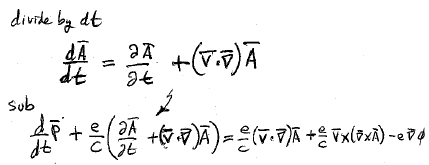 divide by dt
dA̅/dt = ∂A̅/∂t + (v̅·∇̅)A̅
sub
d/dt p̅ + e/c (∂A̅/∂t + (v̅·∇̅)A̅) = e/c (v̅·∇̅)A̅ + e/c v̅×(∇̅×A̅) − e∇̅ϕ